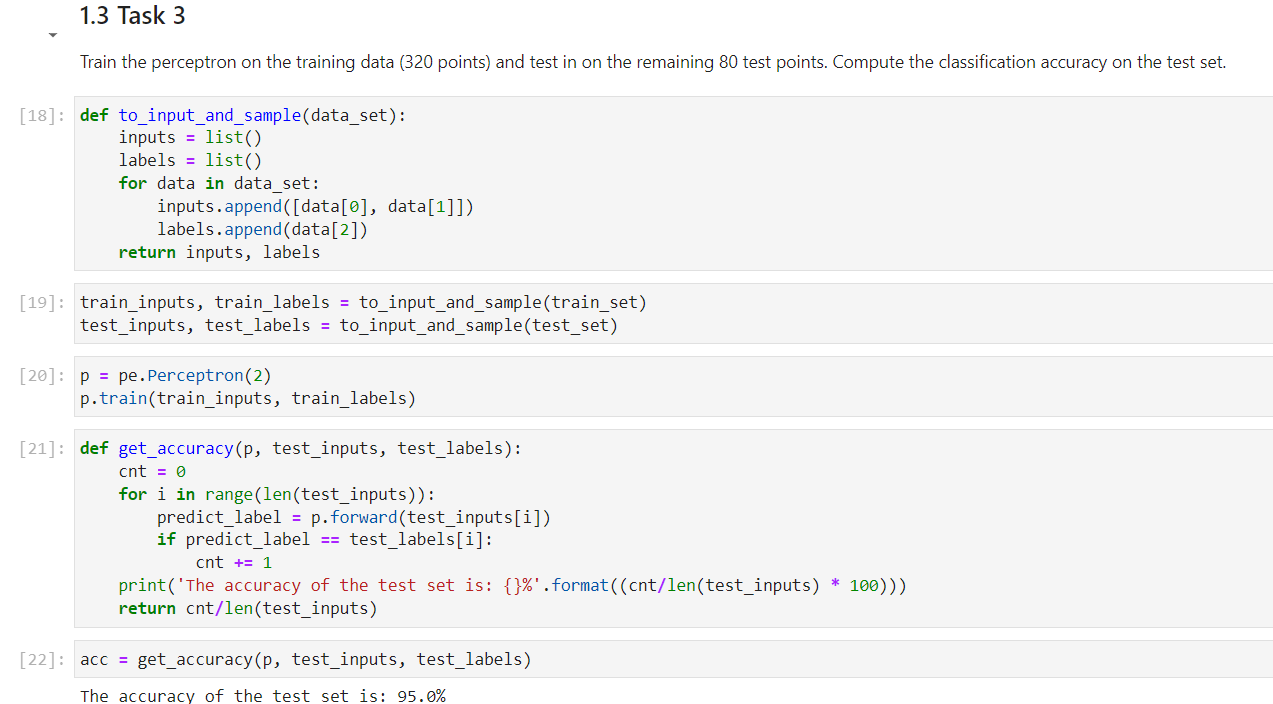 1.3 Task 3
Train the perceptron on the training data (320 points) and test in on the remaining 80 test points. Compute the classification accuracy on the test set.
[18]: def to_input_and_sample(data_set):
    inputs = list()
    labels = list()
    for data in data_set:
        inputs.append([data[0], data[1]])
        labels.append(data[2])
    return inputs, labels
[19]: train_inputs, train_labels = to_input_and_sample(train_set)
test_inputs, test_labels = to_input_and_sample(test_set)
[20]: p = pe.Perceptron(2)
p.train(train_inputs, train_labels)
[21]: def get_accuracy(p, test_inputs, test_labels):
    cnt = 0
    for i in range(len(test_inputs)):
        predict_label = p.forward(test_inputs[i])
        if predict_label == test_labels[i]:
            cnt += 1
    print('The accuracy of the test set is: {}%'.format((cnt/len(test_inputs) * 100)))
    return cnt/len(test_inputs)
[22]: acc = get_accuracy(p, test_inputs, test_labels)
The accuracy of the test set is: 95.0%